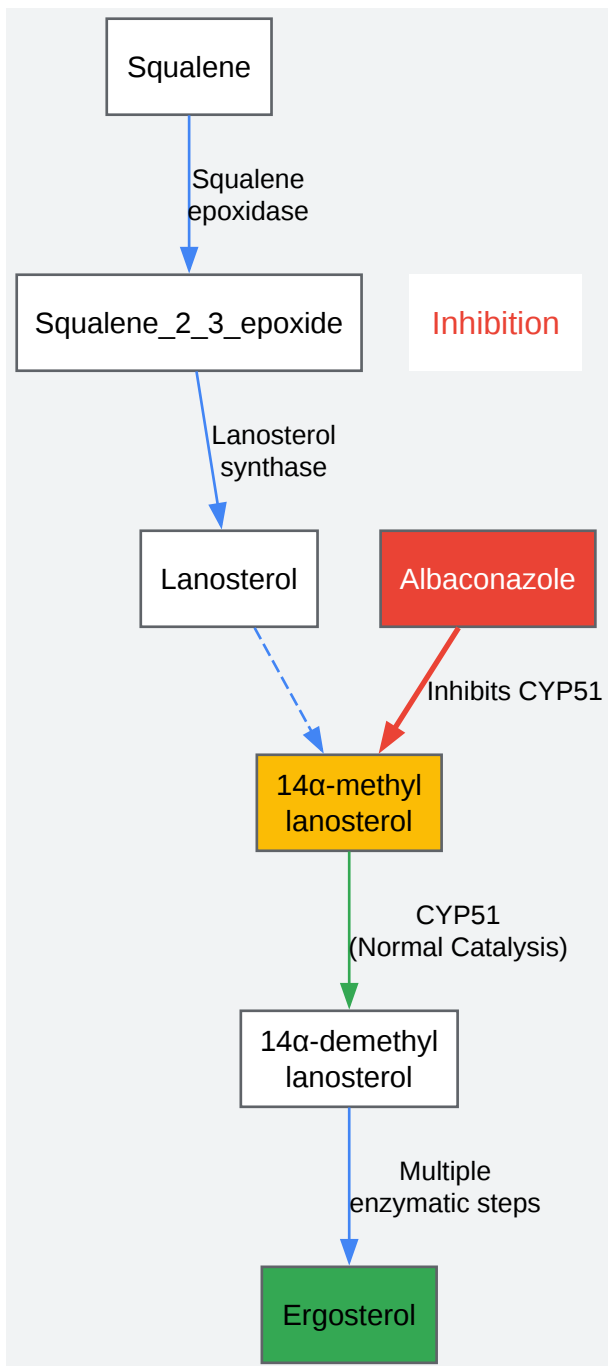 Squalene
Squalene
epoxidase
Squalene_2_3_epoxide
Inhibition
Lanosterol
synthase
Lanosterol
Albaconazole
Inhibits CYP51
14α-methyl
lanosterol
CYP51
(Normal Catalysis)
14α-demethyl
lanosterol
Multiple
enzymatic steps
Ergosterol